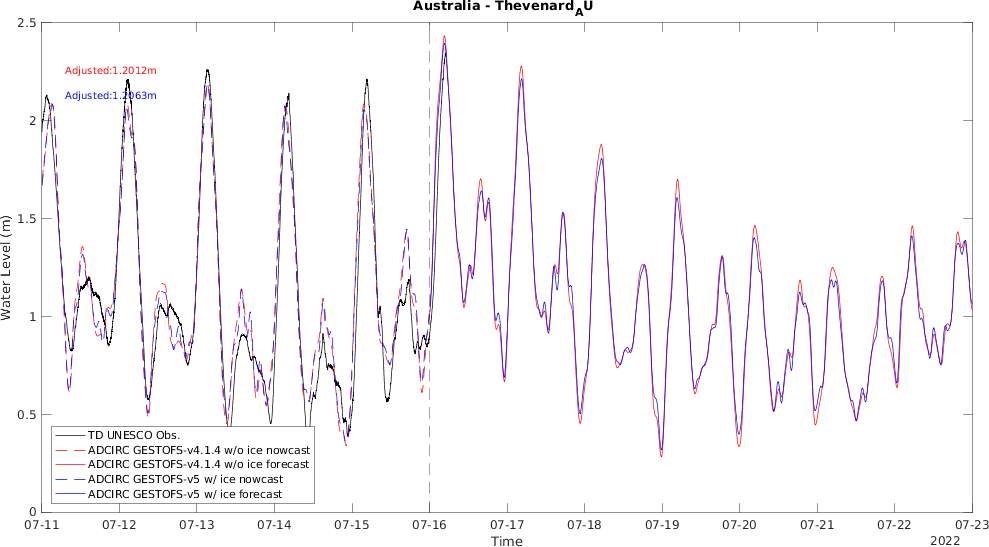 Australia - Thevenard_AU
2.5
Adjusted:1.2012m
Adjusted:1.2063m
2
1.5
Water Level (m)
1
0.5
TD UNESCO Obs.
ADCIRC GESTOFS-v4.1.4 w/o ice nowcast
ADCIRC GESTOFS-v4.1.4 w/o ice forecast
ADCIRC GESTOFS-v5 w/ ice nowcast
ADCIRC GESTOFS-v5 w/ ice forecast
0
07-11 07-12 07-13 07-14 07-15 07-16 07-17 07-18 07-19 07-20 07-21 07-22 07-23
Time
2022